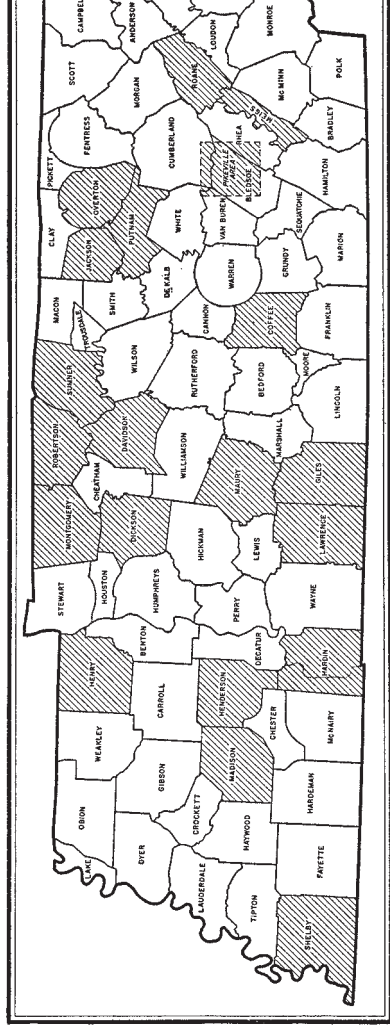 CAMPBEL
ANDERSON
LOUDON
MONROE
SCOTT
MORGAN
ROANE
McMINN
POLK
PICKETT
FENTRESS
CUMBERLAND
RHEA
MEIGS
BRADLEY
CLAY
OVERTON
PUTNAM
WHITE
VAN BUREN
PIKEVILLE
AREA
BLEDSOE
SEQUATCHIE
HAMILTON
JACKSON
DE KALB
WARREN
GRUNDY
MARION
MACON
TROUSDALE
SMITH
CANNON
COFFEE
FRANKLIN
SUMNER
WILSON
RUTHERFORD
BEDFORD
MOORE
LINCOLN
ROBERTSON
DAVIDSON
WILLIAMSON
MARSHALL
CHEATHAM
MAURY
GILES
MONTGOMERY
DICKSON
HICKMAN
LEWIS
LAWRENCE
STEWART
HOUSTON
HUMPHREYS
PERRY
WAYNE
HENRY
BENTON
DECATUR
HARDIN
WEAKLEY
CARROLL
HENDERSON
CHESTER
McNAIRY
OBION
GIBSON
MADISON
HARDEMAN
LAKE
DYER
CROCKETT
HAYWOOD
FAYETTE
LAUDERDALE
TIPTON
SHELBY